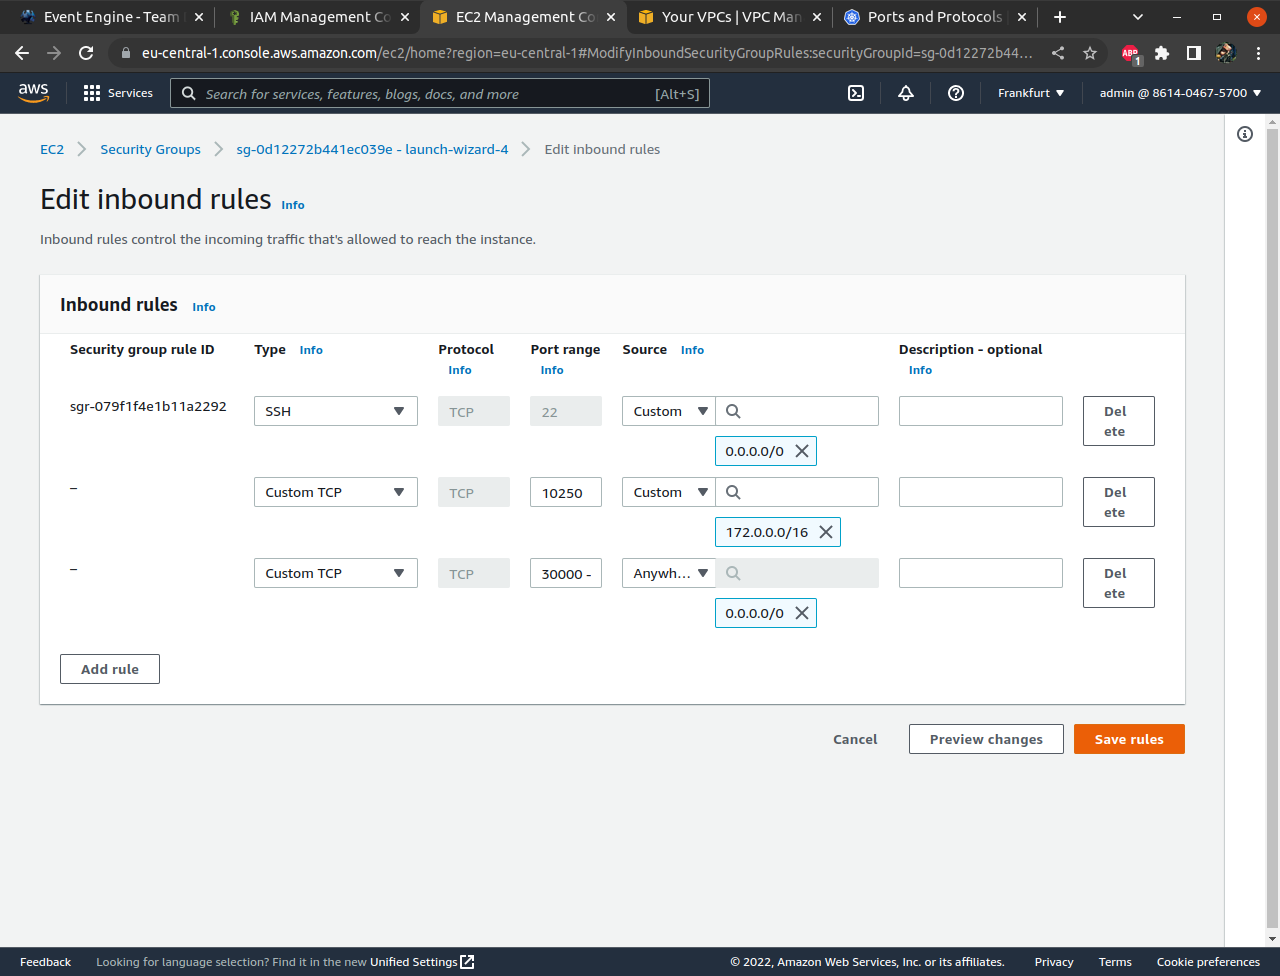 Event Engine - Team
IAM Management Co
EC2 Management Co
Your VPCs | VPC Man
Ports and Protocols
eu-central-1.console.aws.amazon.com/ec2/home?region=eu-central-1#ModifyInboundSecurityGroupRules:securityGroupId=sg-0d12272b44...
ABP
1
aws
Services
Search for services, features, blogs, docs, and more
[Alt+S]
Frankfurt
admin @ 8614-0467-5700
EC2
Security Groups
sg-0d12272b441ec039e - launch-wizard-4
Edit inbound rules
Edit inbound rules Info
Inbound rules control the incoming traffic that's allowed to reach the instance.
Inbound rules Info
Security group rule ID
Type Info
Protocol
Info
Port range
Info
Source Info
Description - optional
Info
sgr-079f1f4e1b11a2292
SSH
TCP
22
Custom
0.0.0.0/0
Del
ete
–
Custom TCP
TCP
10250
Custom
172.0.0.0/16
Del
ete
–
Custom TCP
TCP
30000 -
Anywh...
0.0.0.0/0
Del
ete
Add rule
Cancel
Preview changes
Save rules
Feedback
Looking for language selection? Find it in the new Unified Settings
© 2022, Amazon Web Services, Inc. or its affiliates.
Privacy
Terms
Cookie preferences